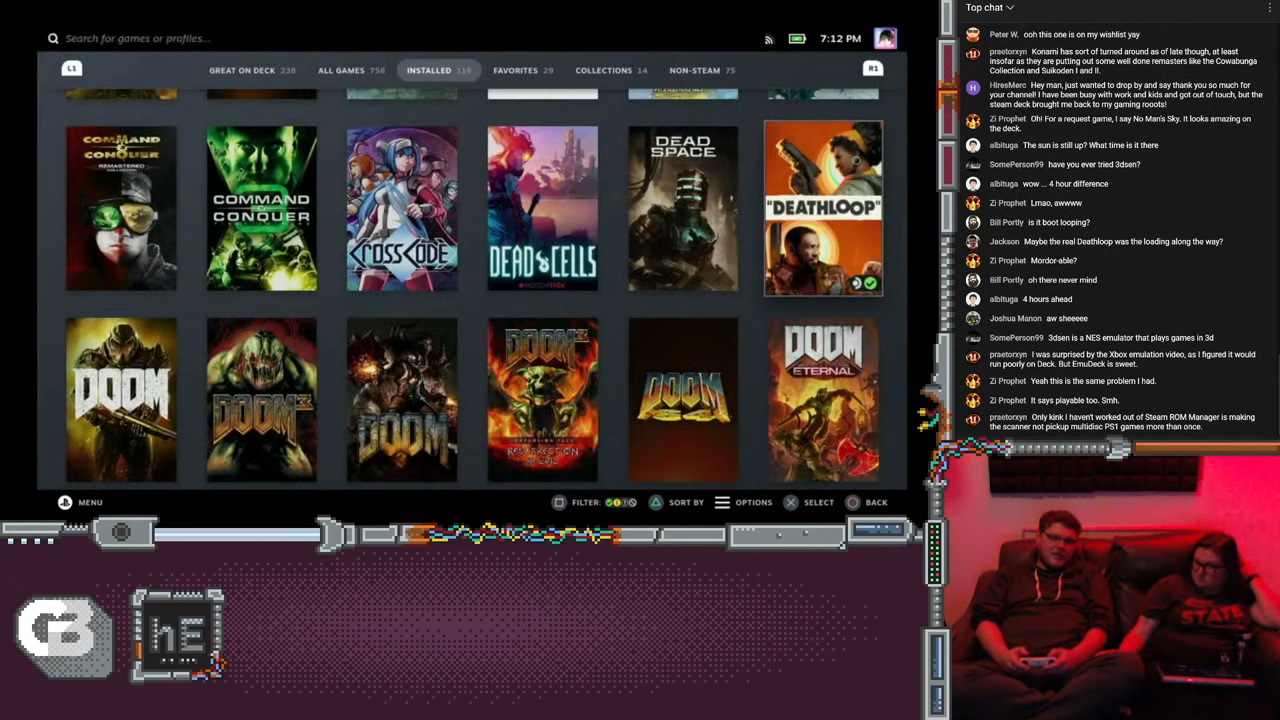 Search for games or profiles...
7:12 PM
L1
GREAT ON DECK 238
ALL GAMES 758
INSTALLED 119
FAVORITES 29
COLLECTIONS 14
NON-STEAM 75
R1
COMMAND & CONQUER
REMASTERED
COLLECTION
COMMAND
CONQUER
3
CROSSCODE
DEAD CELLS
DEAD
SPACE
"DEATHLOOP"
DOOM
DOOM³
DOOM
DOOM³
EXPANSION PACK
RESURRECTION
OF EVIL
DOOM
64
DOOM
ETERNAL
MENU
FILTER:
SORT BY
OPTIONS
SELECT
BACK
GB
hE
Top chat
Peter W. ooh this one is on my wishlist yay
praetorxyn Konami has sort of turned around as of late though, at least
insofar as they are putting out some well done remasters like the Cowabunga
Collection and Suikoden I and II.
H
HiresMerc Hey man, just wanted to drop by and say thank you so much for
your channel I have been busy with work and kids and got out of touch, but the
steam deck brought me back to my gaming rooots!
Zi Prophet Oh! For a request game, I say No Man's Sky. It looks amazing on
the deck.
albituga The sun is still up? What time is it there
SomePerson99 have you ever tried 3dsen?
albituga wow ... 4 hour difference
Zi Prophet Lmao, awwww
Bill Portly is it boot looping?
Jackson Maybe the real Deathloop was the loading along the way?
Zi Prophet Mordor-able?
Bill Portly oh there never mind
albituga 4 hours ahead
Joshua Manon aw sheeeee
SomePerson99 3dsen is a NES emulator that plays games in 3d
praetorxyn I was surprised by the Xbox emulation video, as I figured it would
run poorly on Deck. But EmuDeck is sweet.
Zi Prophet Yeah this is the same problem I had.
Zi Prophet It says playable too. Smh.
praetorxyn Only kink I haven't worked out of Steam ROM Manager is making
the scanner not pickup multidisc PS1 games more than once.
STATE